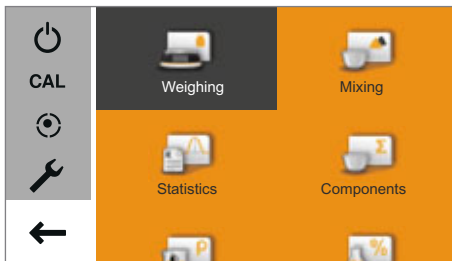 CAL
Weighing
Mixing
Statistics
Σ
Components
ρ
%